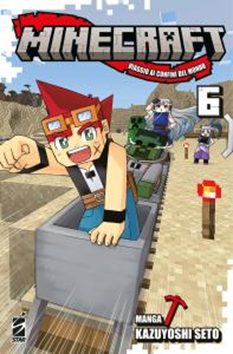 MINECRAFT
VIAGGIO AI CONFINI DEL MONDO
6
MANGA
KAZUYOSHI SETO
STAR